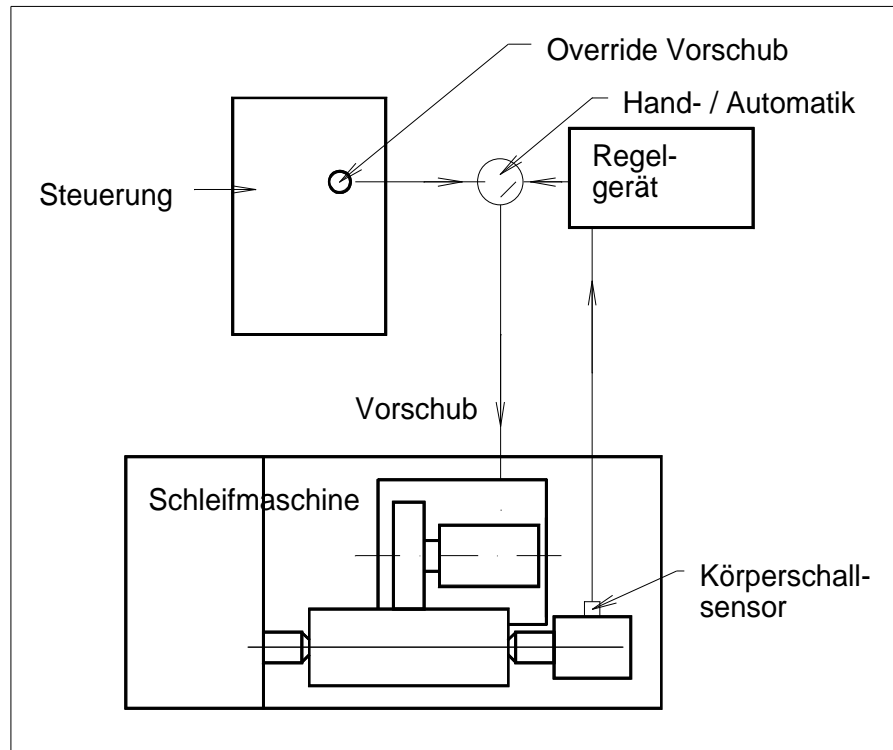 Override Vorschub
Hand- / Automatik
Regel-
gerät
Steuerung
Vorschub
Schleifmaschine
Körperschall-
sensor